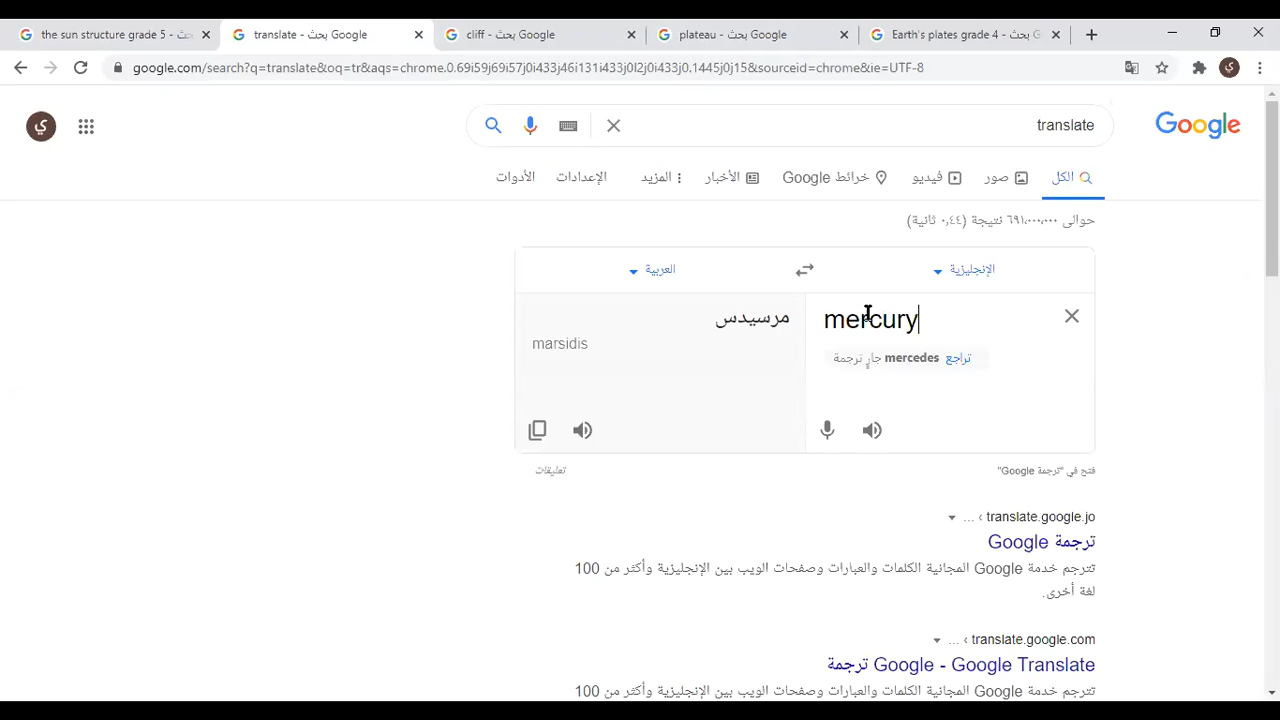 the sun structure grade 5 - بحث
translate - Google بحث
cliff - Google بحث
plateau - Google بحث
Earth's plates grade 4 - بحث G
google.com/search?q=translate&oq=tr&aqs=chrome.0.69i59j69i57j0i433j46i131i433j0l2j0i433j0.1445j0j15&sourceid=chrome&ie=UTF-8
ي
translate
Google
الكل
صور
فيديو
خرائط Google
الأخبار
المزيد
الإعدادات
الأدوات
حوالى ٦٩١,٠٠٠,٠٠٠ نتيجة (٠,٤٤ ثانية)
الإنجليزية
العربية
mercury
مرسيدس
marsidis
جارٍ ترجمة mercedes تراجع
فتح في "ترجمة Google"
تعليقات
translate.google.jo › ...
ترجمة Google
تترجم خدمة Google المجانية الكلمات والعبارات وصفحات الويب بين الإنجليزية وأكثر من 100
لغة أخرى.
translate.google.com › ...
ترجمة Google - Google Translate
تترجم خدمة Google المجانية الكلمات والعبارات وصفحات الويب بين الإنجليزية وأكثر من 100